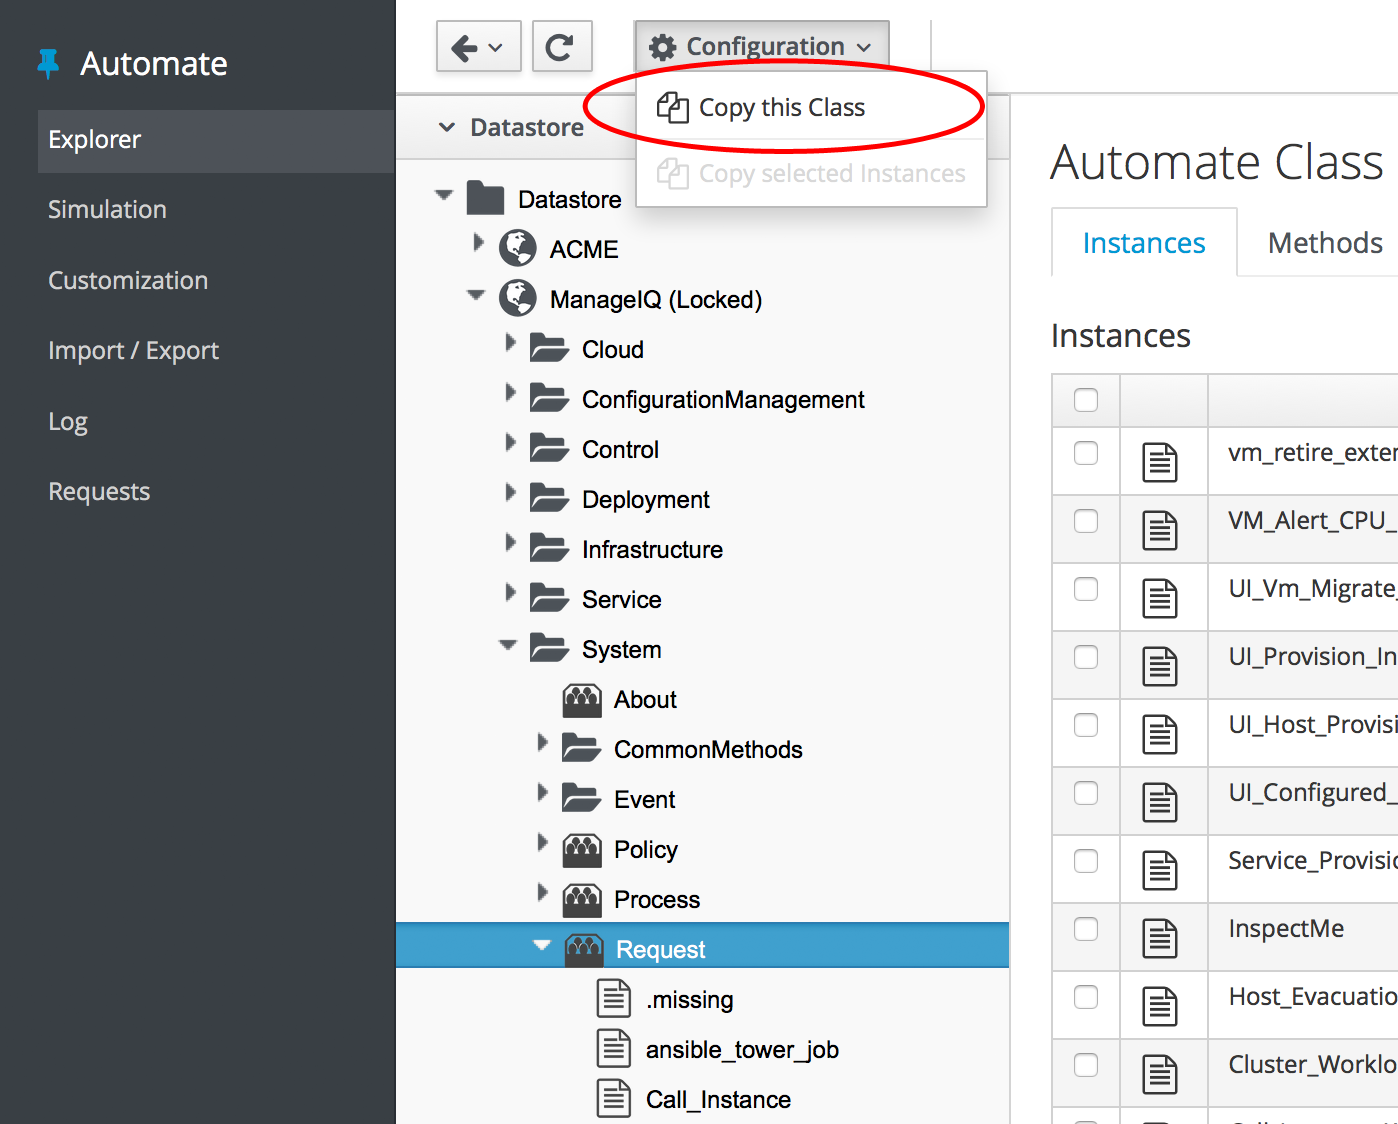 Automate
Explorer
Simulation
Customization
Import / Export
Log
Requests
Configuration
Copy this Class
Copy selected Instances
Datastore
Datastore
ACME
ManageIQ (Locked)
Cloud
ConfigurationManagement
Control
Deployment
Infrastructure
Service
System
About
CommonMethods
Event
Policy
Process
Request
.missing
ansible_tower_job
Call_Instance
Automate Class
Instances
Methods
Instances
vm_retire_exter
VM_Alert_CPU_
UI_Vm_Migrate_
UI_Provision_In
UI_Host_Provisi
UI_Configured_
Service_Provisio
InspectMe
Host_Evacuatio
Cluster_Worklo